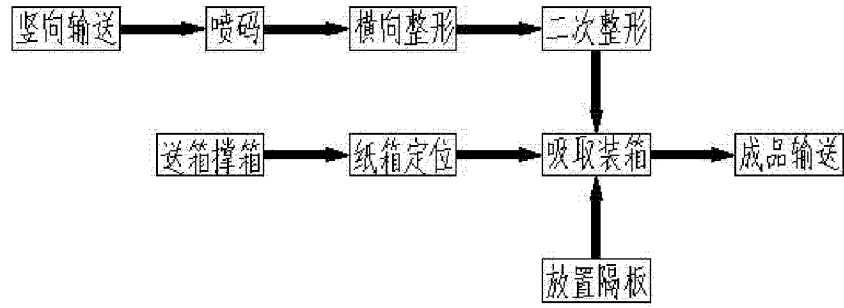 竖向输送
喷码
横向整形
二次整形
送箱撑箱
纸箱定位
吸取装箱
成品输送
放置隔板